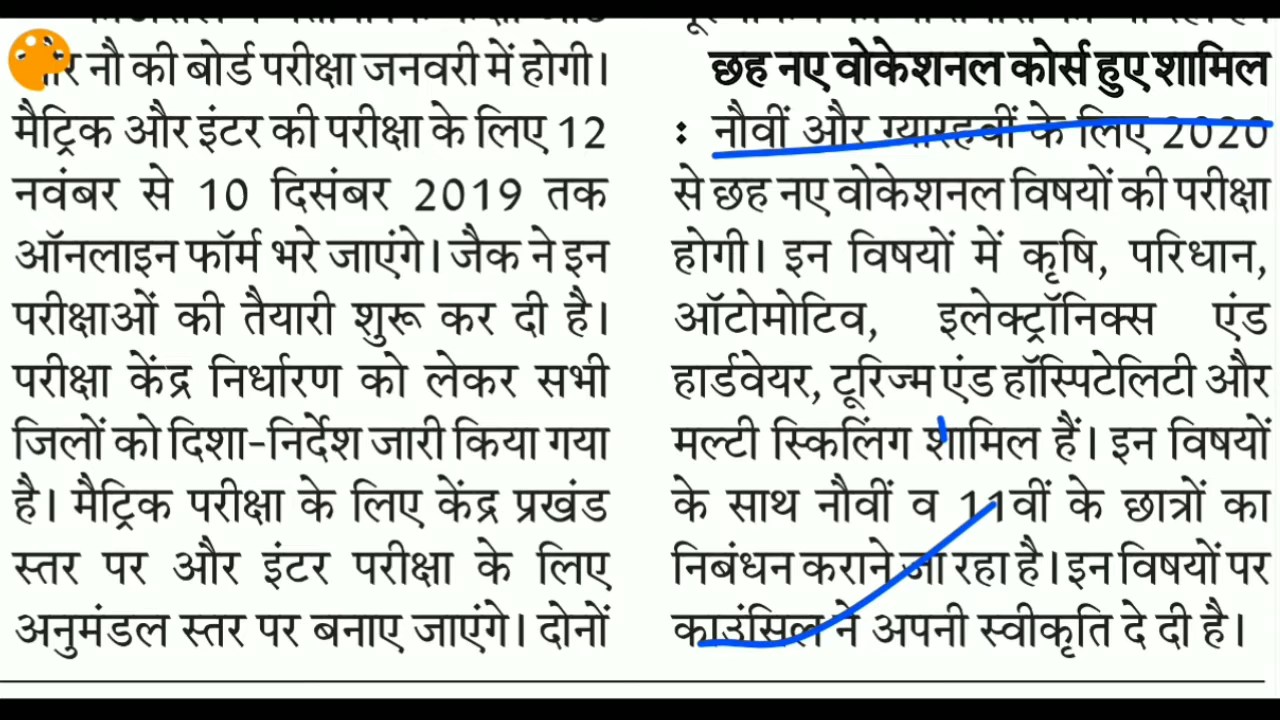 नौ की बोर्ड परीक्षा जनवरी में होगी।
मैट्रिक और इंटर की परीक्षा के लिए 12
नवंबर से 10 दिसंबर 2019 तक
ऑनलाइन फॉर्म भरे जाएंगे। जैक ने इन
परीक्षाओं की तैयारी शुरू कर दी है।
परीक्षा केंद्र निर्धारण को लेकर सभी
जिलों को दिशा-निर्देश जारी किया गया
है। मैट्रिक परीक्षा के लिए केंद्र प्रखंड
स्तर पर और इंटर परीक्षा के लिए
अनुमंडल स्तर पर बनाए जाएंगे। दोनों
छह नए वोकेशनल कोर्स हुए शामिल
: नौवीं और ग्यारहवीं के लिए 2020
से छह नए वोकेशनल विषयों की परीक्षा
होगी। इन विषयों में कृषि, परिधान,
ऑटोमोटिव, इलेक्ट्रॉनिक्स एंड
हार्डवेयर, टूरिज्म एंड हॉस्पिटेलिटी और
मल्टी स्किलिंग शामिल हैं। इन विषयों
के साथ नौवीं व 11वीं के छात्रों का
निबंधन कराने जा रहा है। इन विषयों पर
काउंसिल ने अपनी स्वीकृति दे दी है।